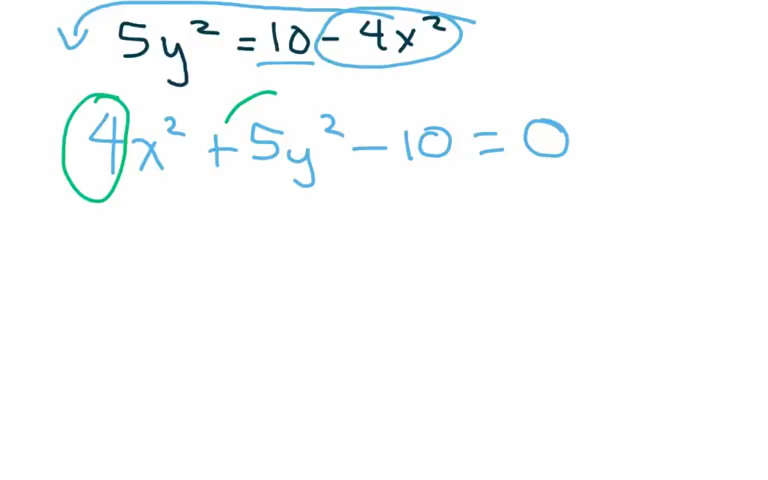 5y² = 10 - 4x²
4x² + 5y² - 10 = 0